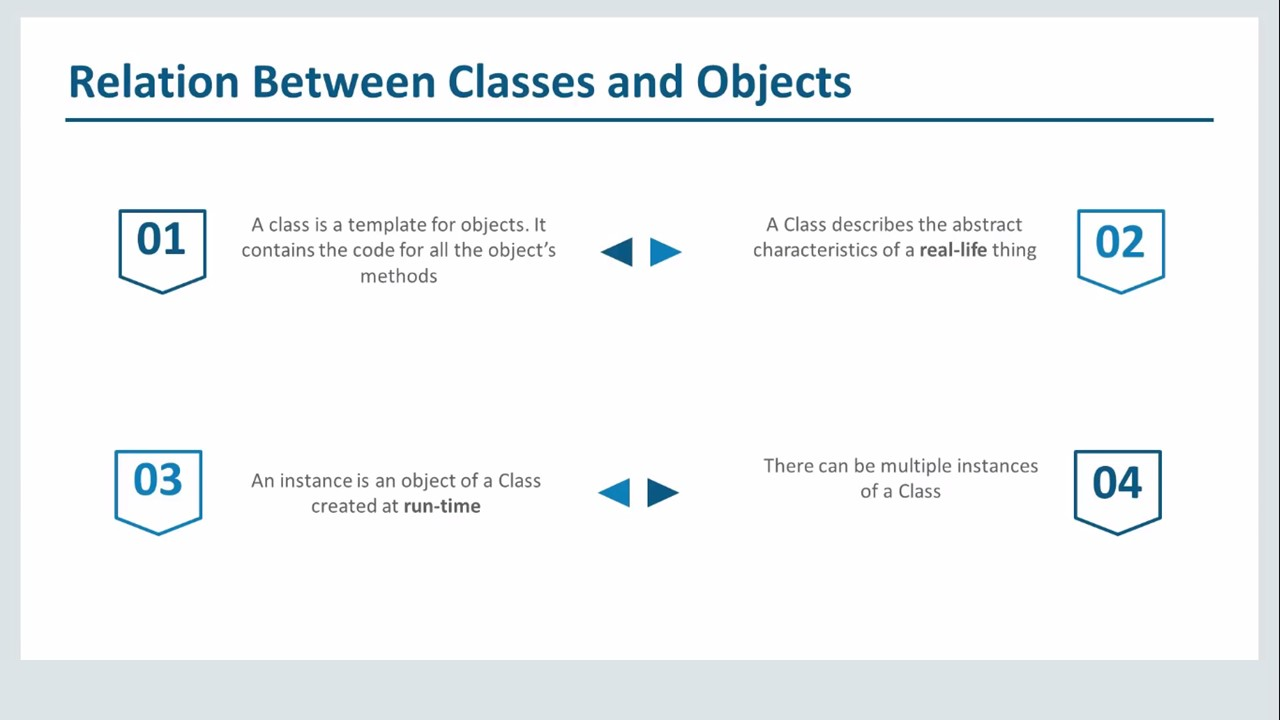 Relation Between Classes and Objects
01
A class is a template for objects. It
contains the code for all the object’s
methods
A Class describes the abstract
characteristics of a real-life thing
02
03
An instance is an object of a Class
created at run-time
There can be multiple instances
of a Class
04